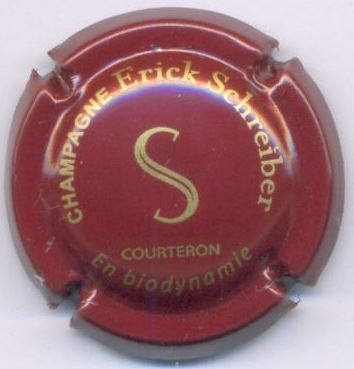 CHAMPAGNE Erick Schreiber
S
COURTERON
En biodynamie